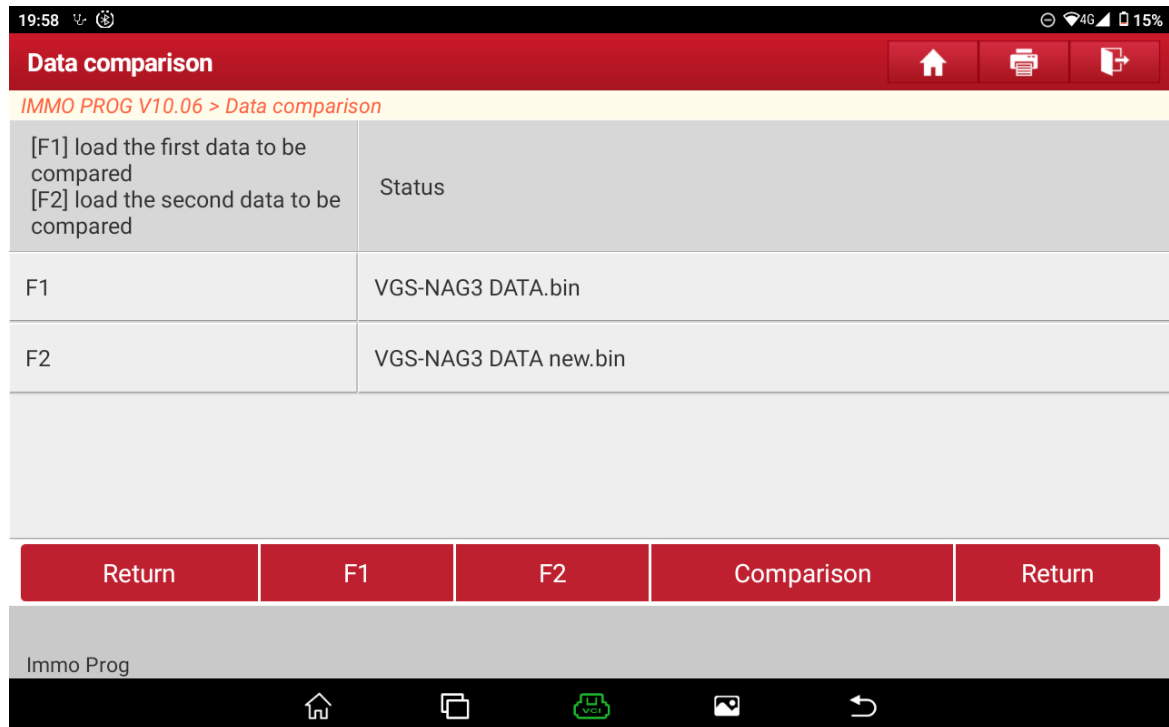 19:58 4G 15%
Data comparison
IMMO PROG V10.06 > Data comparison
[F1] load the first data to be
compared
[F2] load the second data to be
compared
Status
F1 VGS-NAG3 DATA.bin
F2 VGS-NAG3 DATA new.bin
Return F1 F2 Comparison Return
Immo Prog
VCI